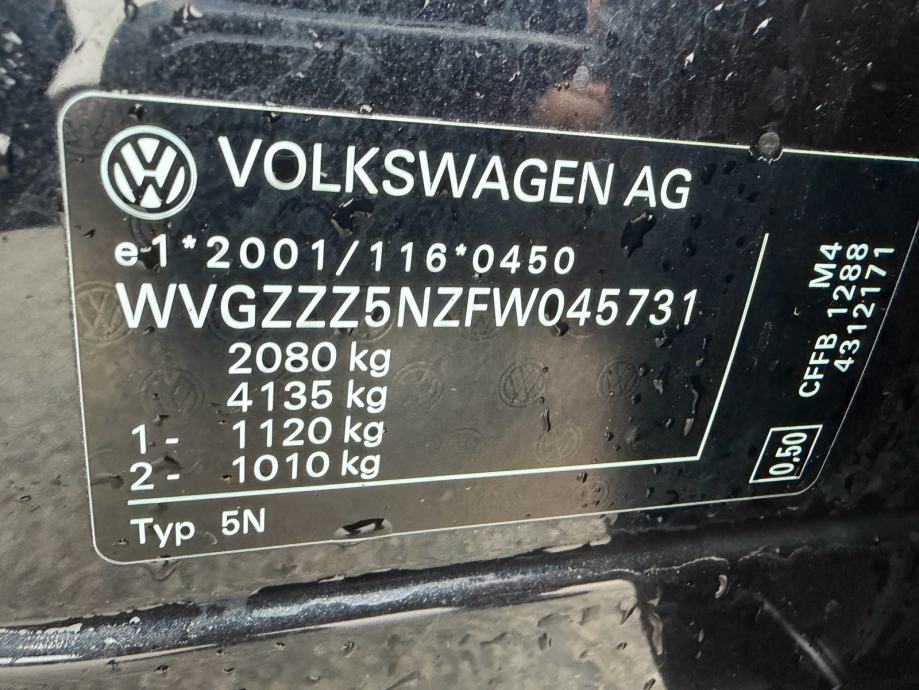 VOLKSWAGEN AG
e1*2001/116*0450
WVGZZZ5NZFW045731
2080 kg
4135 kg
1- 1120 kg
2- 1010 kg
Typ 5N
M4
CFFB 1288
4312171
0,50